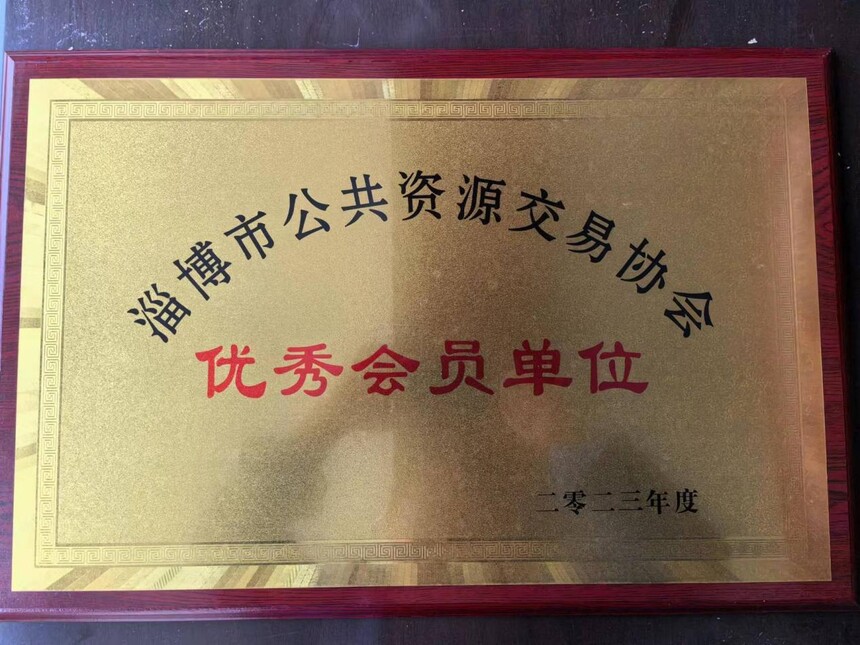 淄博市公共资源交易协会
优秀会员单位
二零二三年度